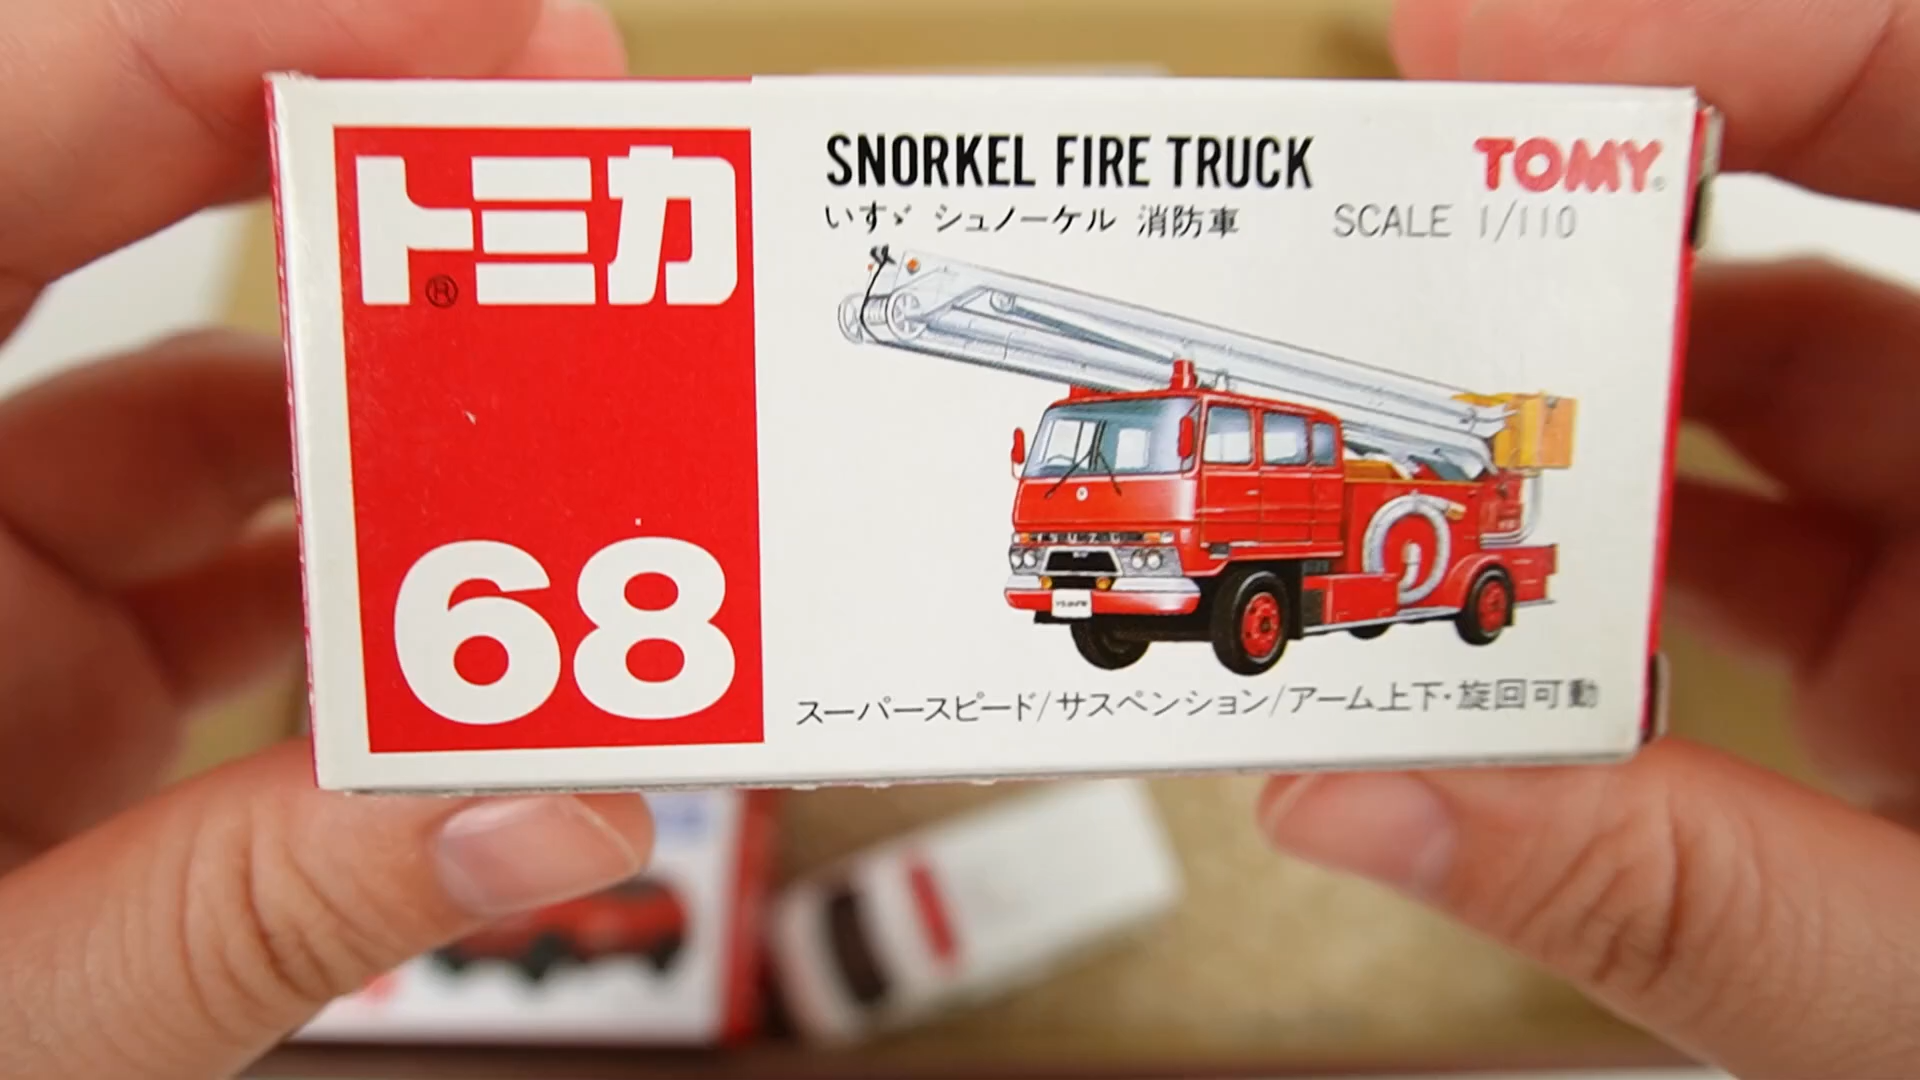 トミカ®
68
SNORKEL FIRE TRUCK
TOMY®
いすゞ シュノーケル 消防車 SCALE 1/110
ISUZU
スーパースピード/サスペンション/アーム上下・旋回可動